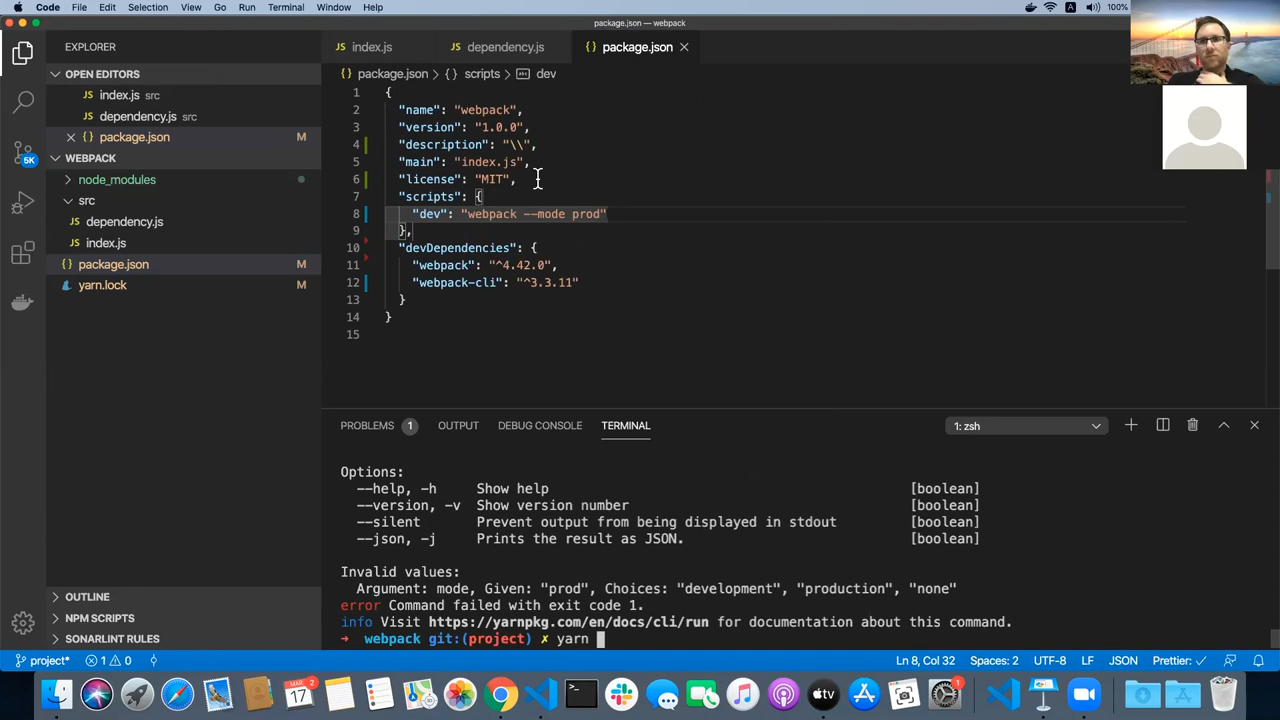 Code File Edit Selection View Go Run Terminal Window Help A 100%
package.json — webpack
EXPLORER
JS index.js
JS dependency.js
{} package.json ×
OPEN EDITORS
JS index.js src
JS dependency.js src
× {} package.json M
WEBPACK
node_modules
src
JS dependency.js
JS index.js
{} package.json M
yarn.lock M
5K
package.json > {} scripts > abc dev
1 {
2 "name": "webpack",
3 "version": "1.0.0",
4 "description": "\\",
5 "main": "index.js",
6 "license": "MIT",
7 "scripts": {
8 "dev": "webpack --mode prod"
9 },
10 "devDependencies": {
11 "webpack": "^4.42.0",
12 "webpack-cli": "^3.3.11"
13 }
14 }
15
PROBLEMS 1 OUTPUT DEBUG CONSOLE TERMINAL 1: zsh
Options:
--help, -h Show help [boolean]
--version, -v Show version number [boolean]
--silent Prevent output from being displayed in stdout [boolean]
--json, -j Prints the result as JSON. [boolean]
Invalid values:
Argument: mode, Given: "prod", Choices: "development", "production", "none"
error Command failed with exit code 1.
info Visit https://yarnpkg.com/en/docs/cli/run for documentation about this command.
→ webpack git:(project) ✗ yarn
OUTLINE
NPM SCRIPTS
SONARLINT RULES
project* 1 0 Ln 8, Col 32 Spaces: 2 UTF-8 LF JSON Prettier: ✓
MAR 2
17
tv
1